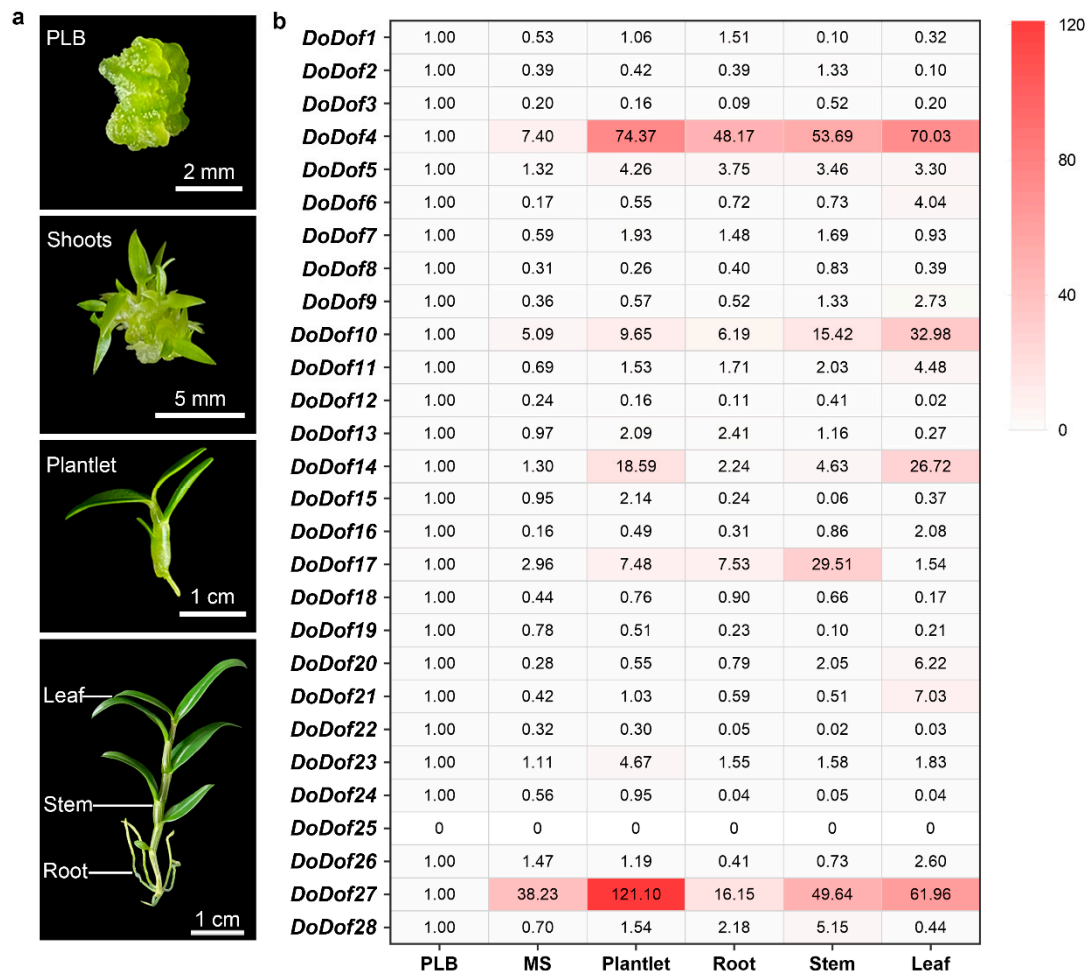 a
PLB
2 mm
Shoots
5 mm
Plantlet
1 cm
Leaf
Stem
Root
1 cm
b
DoDof1 1.00 0.53 1.06 1.51 0.10 0.32
DoDof2 1.00 0.39 0.42 0.39 1.33 0.10
DoDof3 1.00 0.20 0.16 0.09 0.52 0.20
DoDof4 1.00 7.40 74.37 48.17 53.69 70.03
DoDof5 1.00 1.32 4.26 3.75 3.46 3.30
DoDof6 1.00 0.17 0.55 0.72 0.73 4.04
DoDof7 1.00 0.59 1.93 1.48 1.69 0.93
DoDof8 1.00 0.31 0.26 0.40 0.83 0.39
DoDof9 1.00 0.36 0.57 0.52 1.33 2.73
DoDof10 1.00 5.09 9.65 6.19 15.42 32.98
DoDof11 1.00 0.69 1.53 1.71 2.03 4.48
DoDof12 1.00 0.24 0.16 0.11 0.41 0.02
DoDof13 1.00 0.97 2.09 2.41 1.16 0.27
DoDof14 1.00 1.30 18.59 2.24 4.63 26.72
DoDof15 1.00 0.95 2.14 0.24 0.06 0.37
DoDof16 1.00 0.16 0.49 0.31 0.86 2.08
DoDof17 1.00 2.96 7.48 7.53 29.51 1.54
DoDof18 1.00 0.44 0.76 0.90 0.66 0.17
DoDof19 1.00 0.78 0.51 0.23 0.10 0.21
DoDof20 1.00 0.28 0.55 0.79 2.05 6.22
DoDof21 1.00 0.42 1.03 0.59 0.51 7.03
DoDof22 1.00 0.32 0.30 0.05 0.02 0.03
DoDof23 1.00 1.11 4.67 1.55 1.58 1.83
DoDof24 1.00 0.56 0.95 0.04 0.05 0.04
DoDof25 0 0 0 0 0 0
DoDof26 1.00 1.47 1.19 0.41 0.73 2.60
DoDof27 1.00 38.23 121.10 16.15 49.64 61.96
DoDof28 1.00 0.70 1.54 2.18 5.15 0.44
PLB MS Plantlet Root Stem Leaf
120
80
40
0